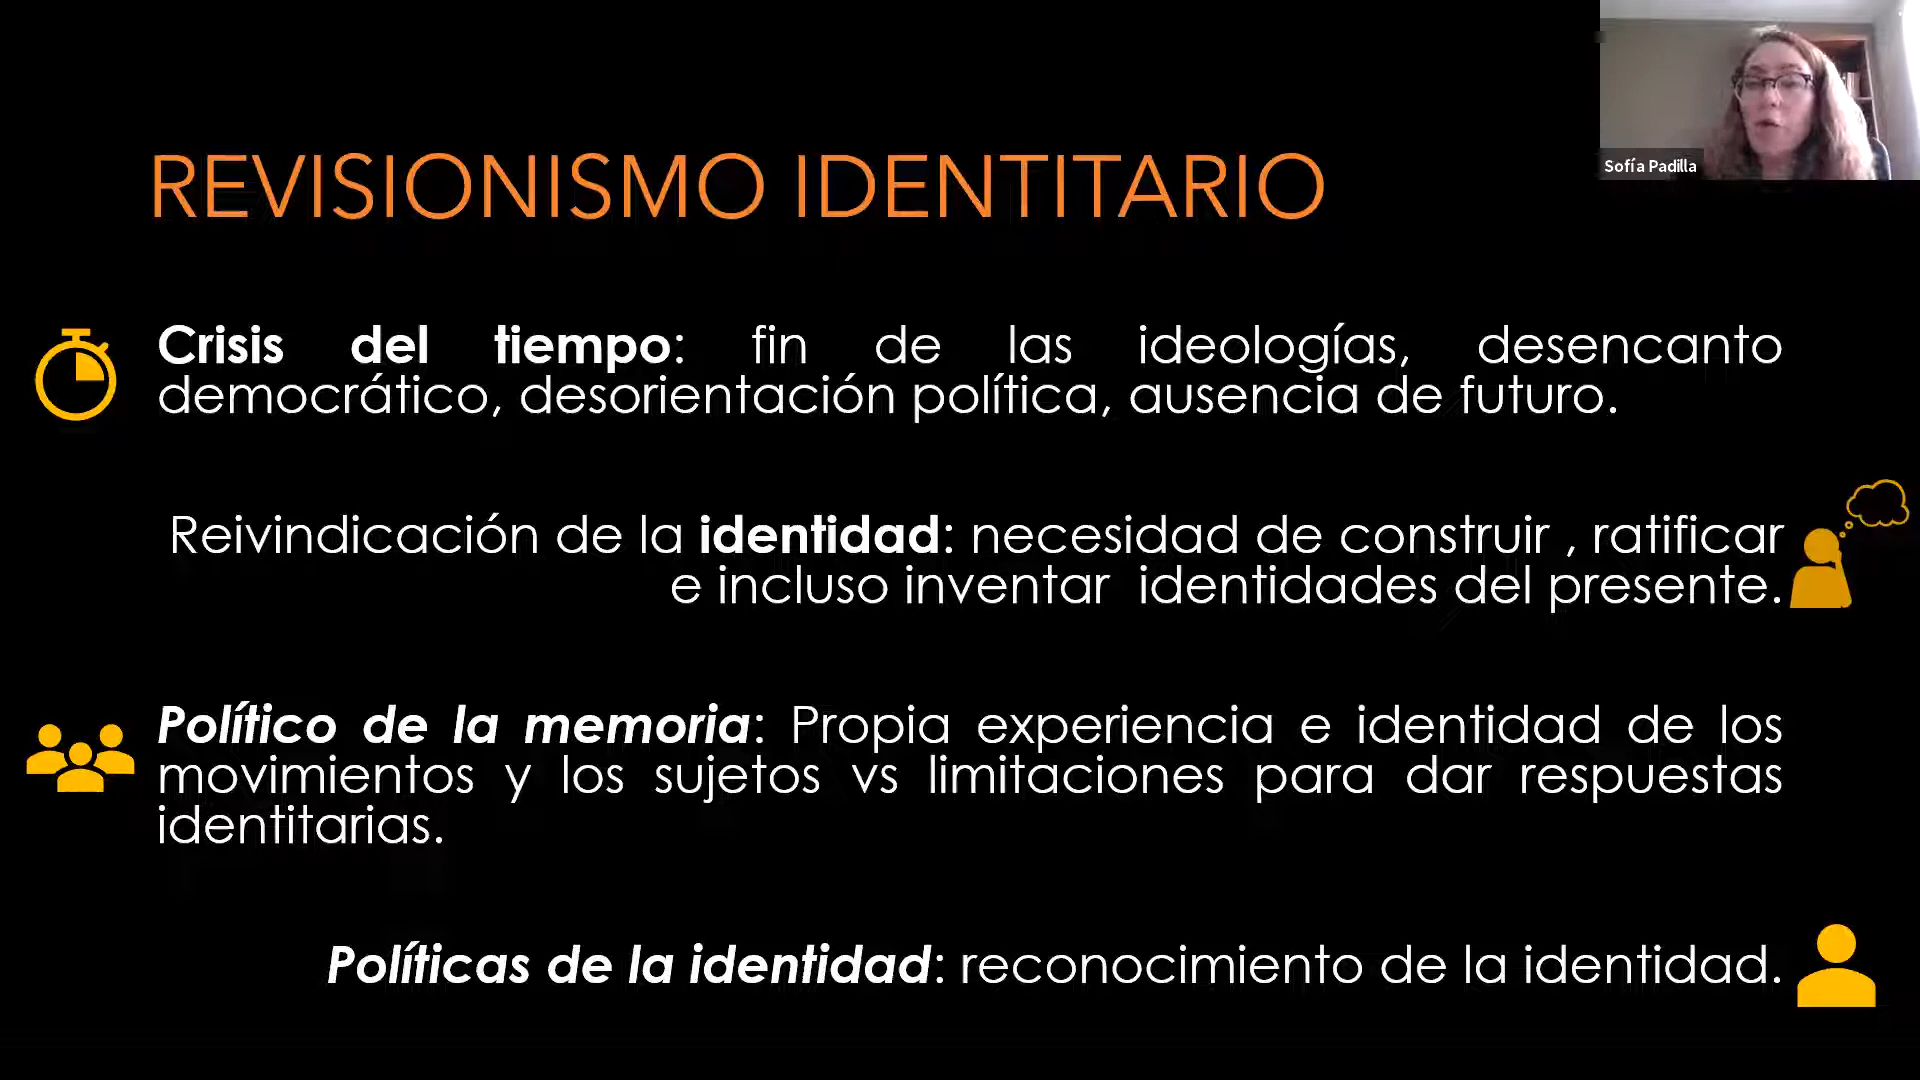 REVISIONISMO IDENTITARIO
Sofía Padilla
Crisis del tiempo: fin de las ideologías, desencanto
democrático, desorientación política, ausencia de futuro.
Reivindicación de la identidad: necesidad de construir , ratificar
e incluso inventar identidades del presente.
Político de la memoria: Propia experiencia e identidad de los
movimientos y los sujetos vs limitaciones para dar respuestas
identitarias.
Políticas de la identidad: reconocimiento de la identidad.